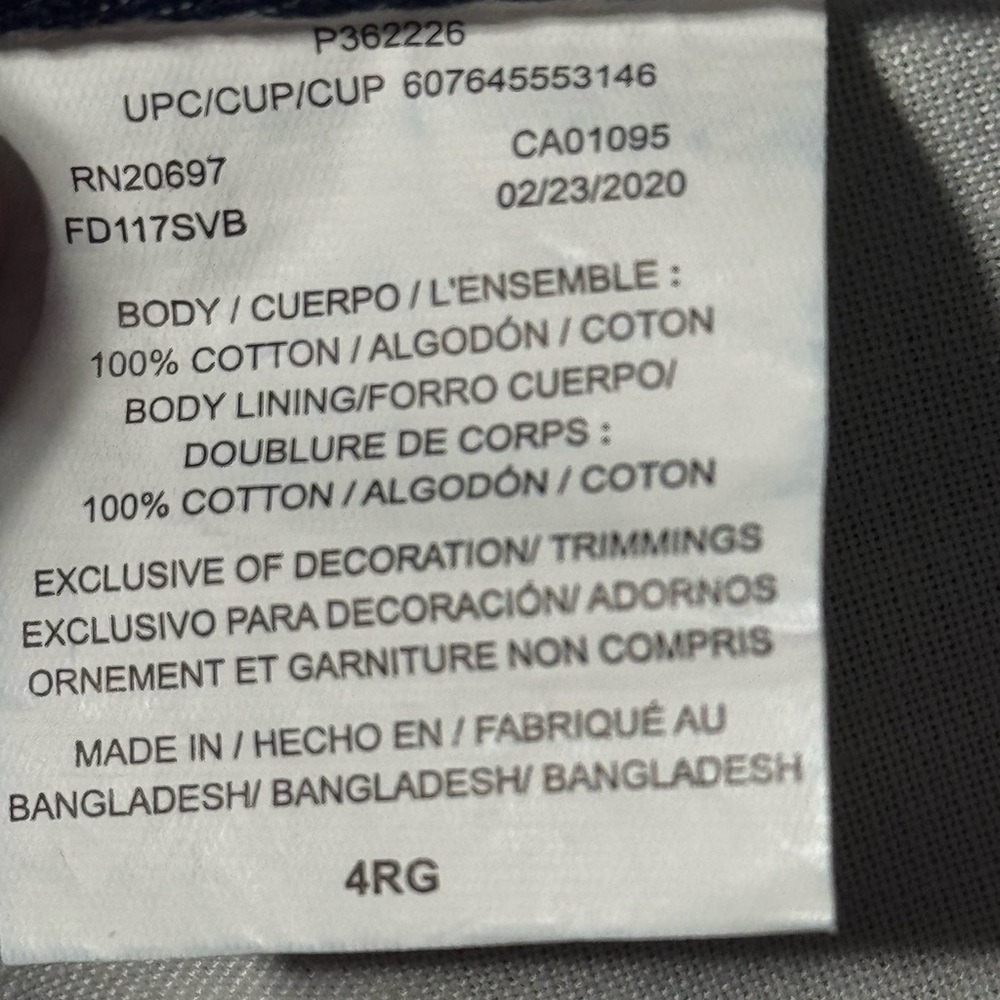 P362226
UPC/CUP/CUP 607645553146
RN20697 CA01095
FD117SVB 02/23/2020
BODY / CUERPO / L'ENSEMBLE :
100% COTTON / ALGODÓN / COTON
BODY LINING/FORRO CUERPO/
DOUBLURE DE CORPS :
100% COTTON / ALGODÓN / COTON
EXCLUSIVE OF DECORATION/ TRIMMINGS
EXCLUSIVO PARA DECORACIÓN/ ADORNOS
ORNEMENT ET GARNITURE NON COMPRIS
MADE IN / HECHO EN / FABRIQUÉ AU
BANGLADESH/ BANGLADESH/ BANGLADESH
4RG